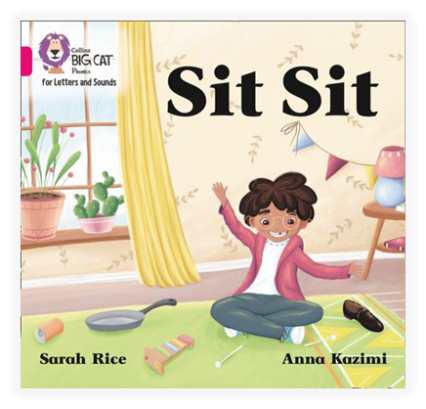 Collins
BIG CAT
Phonics
for Letters and Sounds
Sit Sit
Sarah Rice
Anna Kazimi